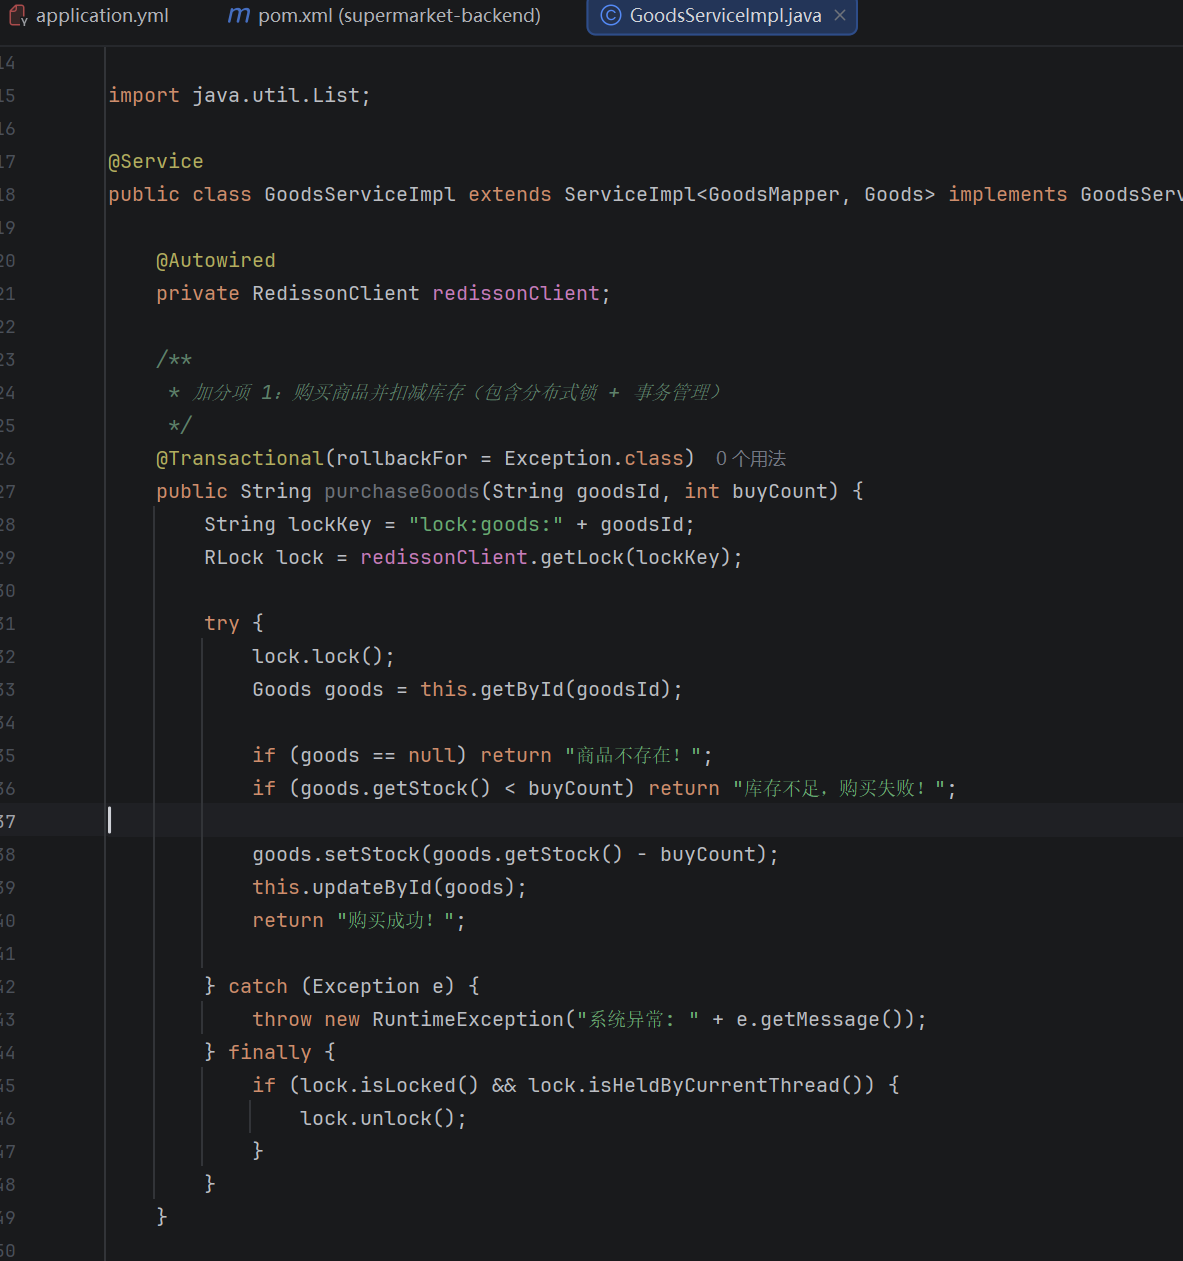 application.yml
pom.xml (supermarket-backend)
GoodsServiceImpl.java
14
15 import java.util.List;
16
17 @Service
18 public class GoodsServiceImpl extends ServiceImpl<GoodsMapper, Goods> implements GoodsServ
19
20 @Autowired
21 private RedissonClient redissonClient;
22
23 /**
24 * 加分项 1：购买商品并扣减库存（包含分布式锁 + 事务管理）
25 */
26 @Transactional(rollbackFor = Exception.class) 0 个用法
27 public String purchaseGoods(String goodsId, int buyCount) {
28 String lockKey = "lock:goods:" + goodsId;
29 RLock lock = redissonClient.getLock(lockKey);
30
31 try {
32 lock.lock();
33 Goods goods = this.getById(goodsId);
34
35 if (goods == null) return "商品不存在！";
36 if (goods.getStock() < buyCount) return "库存不足，购买失败！";
37
38 goods.setStock(goods.getStock() - buyCount);
39 this.updateById(goods);
40 return "购买成功！";
41
42 } catch (Exception e) {
43 throw new RuntimeException("系统异常：" + e.getMessage());
44 } finally {
45 if (lock.isLocked() && lock.isHeldByCurrentThread()) {
46 lock.unlock();
47 }
48 }
49 }
50